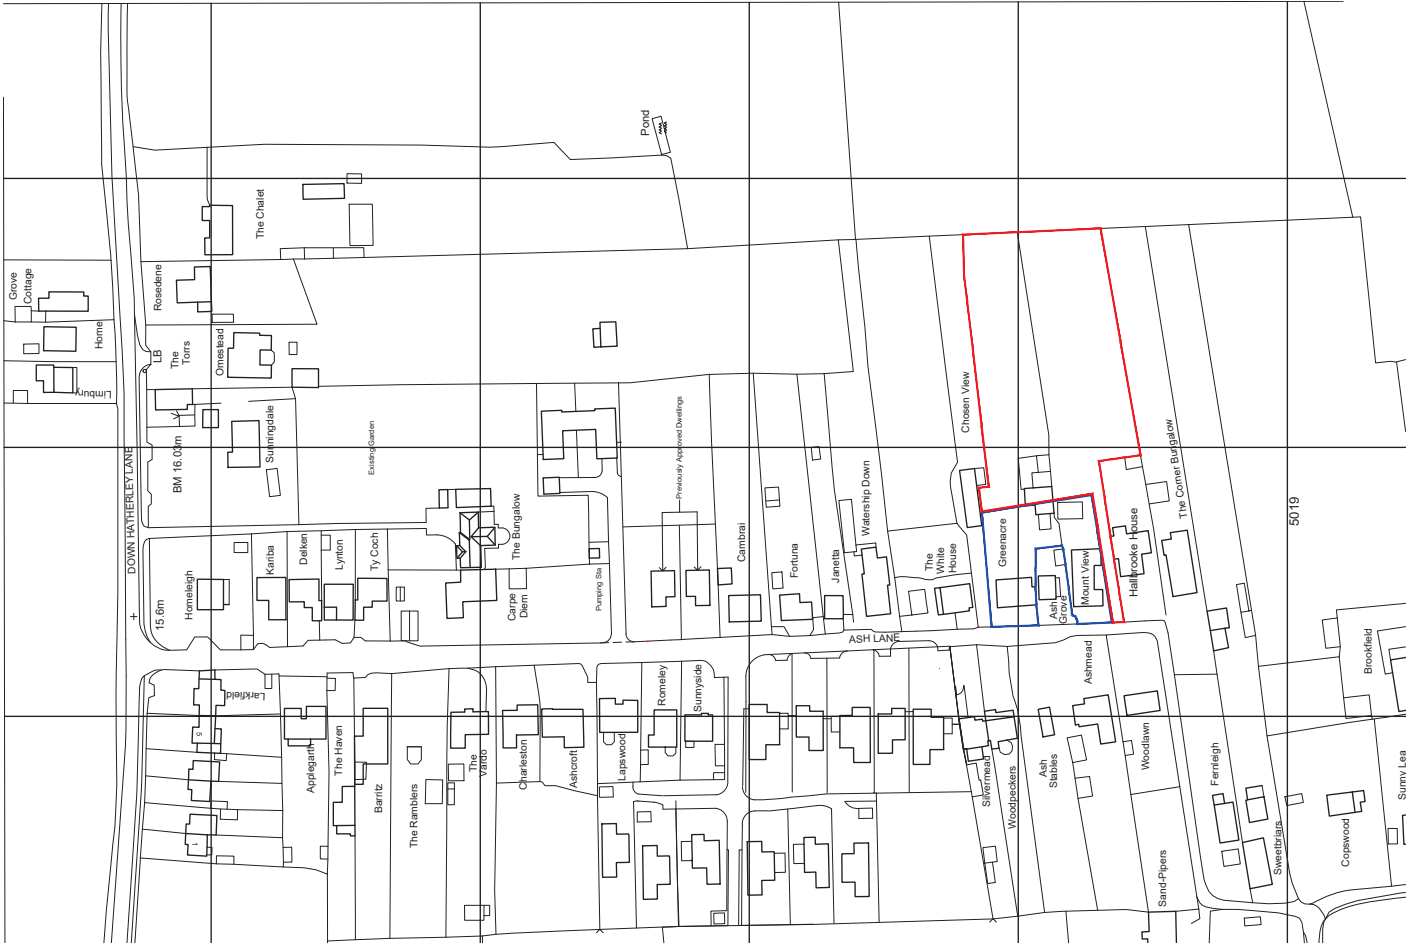 Pond
The Chalet
Grove
Cottage
Home
Limbury
Rosedene
LB
The
Torrs
Omestead
DOWN HATHERLEY LANE
BM 16.03m
Sunningdale
Existing Garden
Previously Approved Dwellings
Chosen View
The Corner Bungalow
5019
15.6m
Homeleigh
Kariba
Delken
Lynton
Ty Coch
The Bungalow
Carpe
Diem
Pumping Sta
Cambrai
Fortuna
Janetta
Watership Down
The
White
House
Greenacre
Ash
Grove
Mount View
Hallbrooke House
ASH LANE
Larkfield
5
1
Applegarth
The Haven
Barritz
The Ramblers
The
Vardo
Charleston
Ashcroft
Lapswood
Romeley
Sunnyside
Silvermead
Woodpeckers
Ash
Stables
Ashmead
Woodlawn
Sand-Pipers
Fernleigh
Sweetbriars
Copswood
Brookfield
Sunny Lea